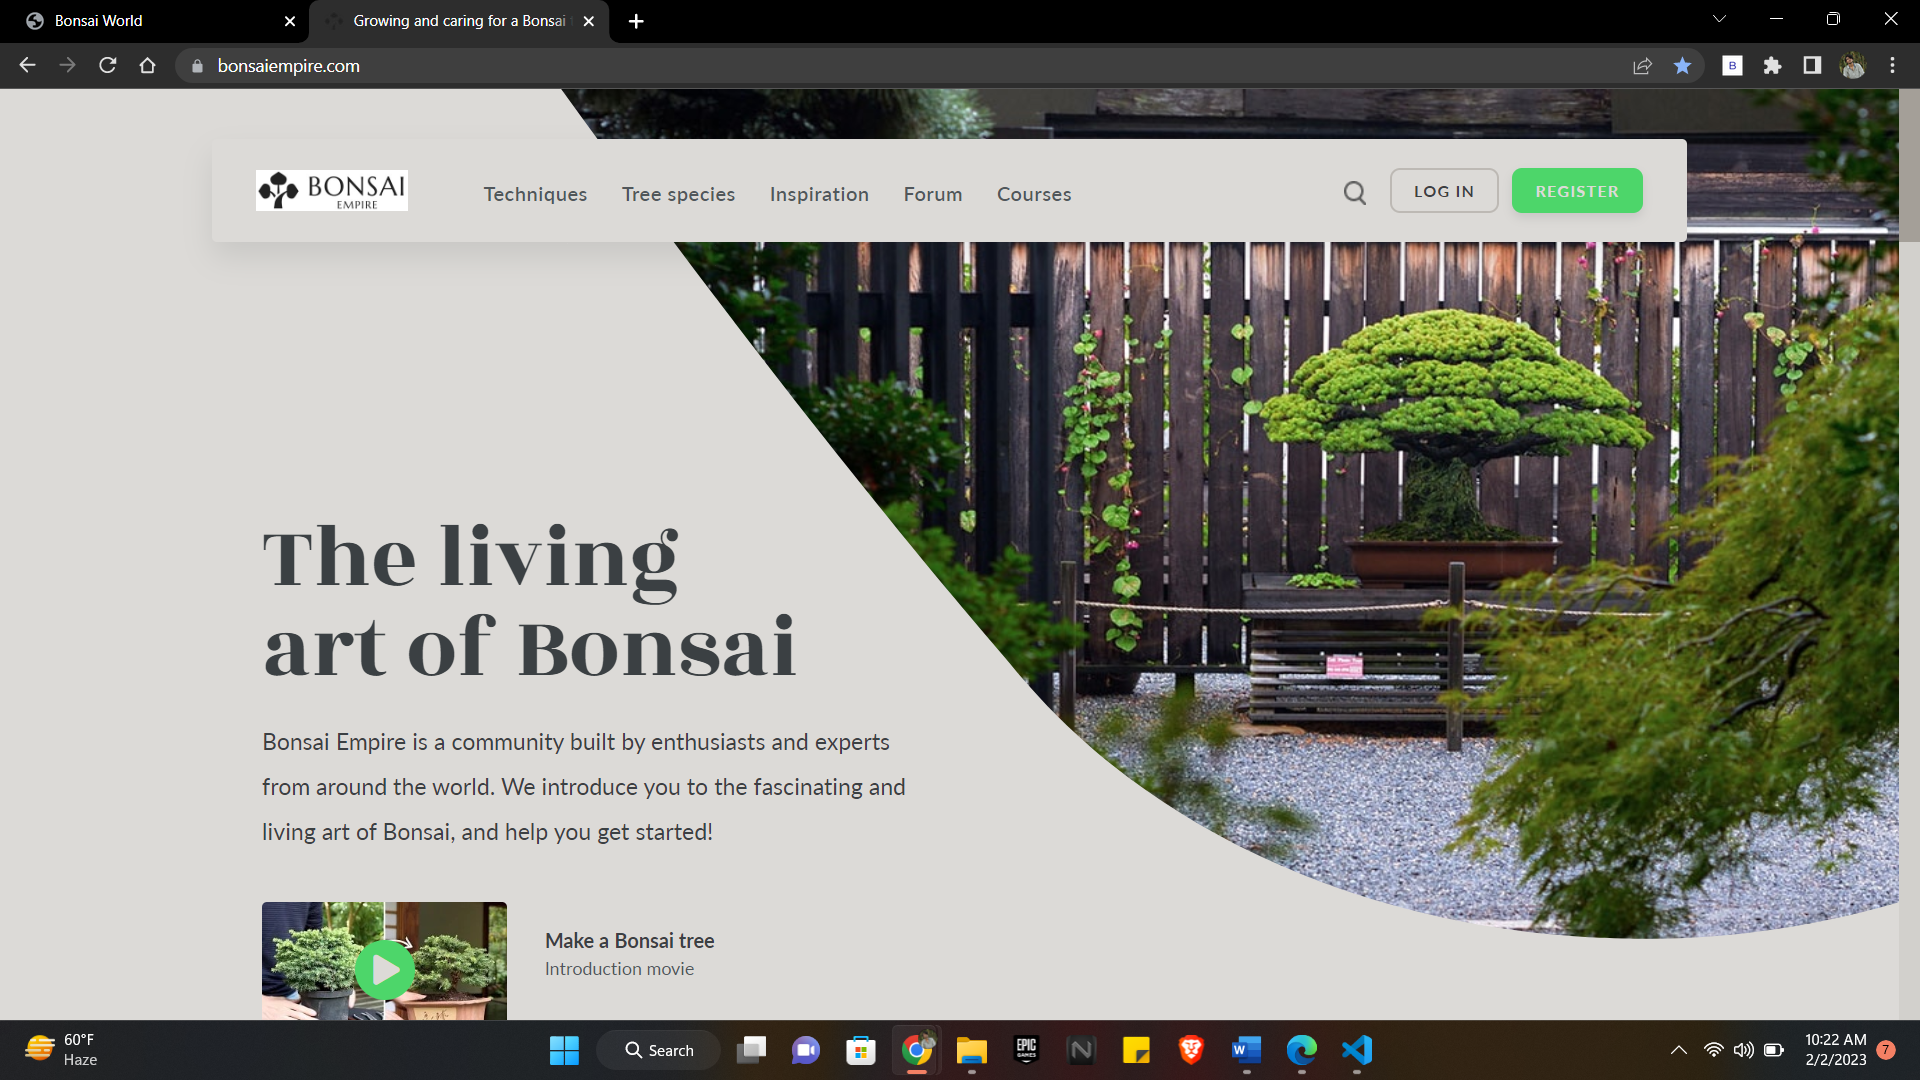 Bonsai World
Growing and caring for a Bonsai
bonsaiempire.com
B
BONSAI
EMPIRE
Techniques
Tree species
Inspiration
Forum
Courses
LOG IN
REGISTER
The living
art of Bonsai
Bonsai Empire is a community built by enthusiasts and experts
from around the world. We introduce you to the fascinating and
living art of Bonsai, and help you get started!
Make a Bonsai tree
Introduction movie
60°F
Haze
Search
EPIC
GAMES
N
W
10:22 AM
2/2/2023
7